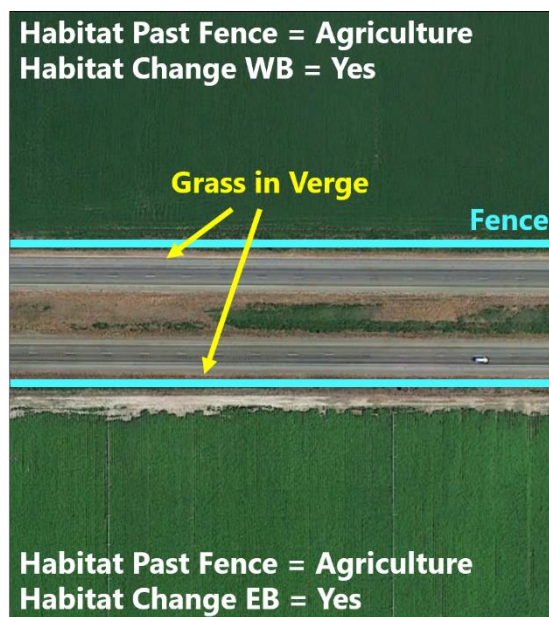 Habitat Past Fence = Agriculture
Habitat Change WB = Yes
Grass in Verge
Fence
Habitat Past Fence = Agriculture
Habitat Change EB = Yes